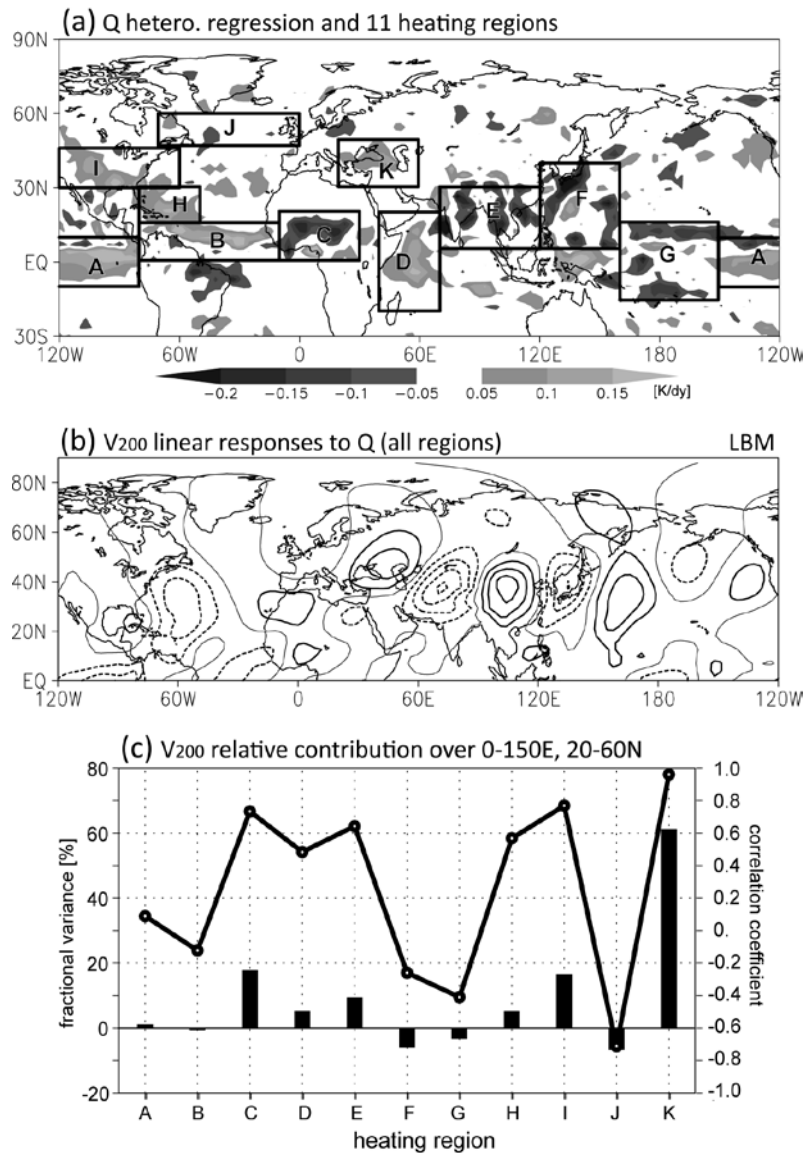 (a) Q hetero. regression and 11 heating regions
90N
60N
30N
EQ
30S
J
I
K
H
E
F
B
C
A
D
G
A
120W 60W 0 60E 120E 180W 120W
−0.2 −0.15 −0.1 −0.05 0.05 0.1 0.15 [K/dy]
(b) V200 linear responses to Q (all regions) LBM
80N
60N
40N
20N
EQ
120W 60W 0 60E 120E 180W 120W
(c) V200 relative contribution over 0-150E, 20-60N
fractional variance [%]
80
60
40
20
0
-20
1.0
0.8
0.6
0.4
0.2
0.
-0.2
-0.4
-0.6
-0.8
-1.0
correlation coefficient
A B C D E F G H I J K
heating region